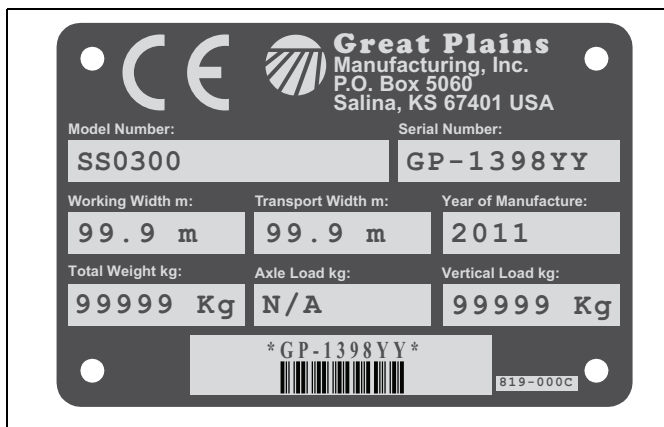 CE
Great Plains
Manufacturing, Inc.
P.O. Box 5060
Salina, KS 67401 USA
Model Number: Serial Number:
SS0300 GP-1398YY
Working Width m: Transport Width m: Year of Manufacture:
99.9 m 99.9 m 2011
Total Weight kg: Axle Load kg: Vertical Load kg:
99999 Kg N/A 99999 Kg
*GP-1398YY*
819-000C